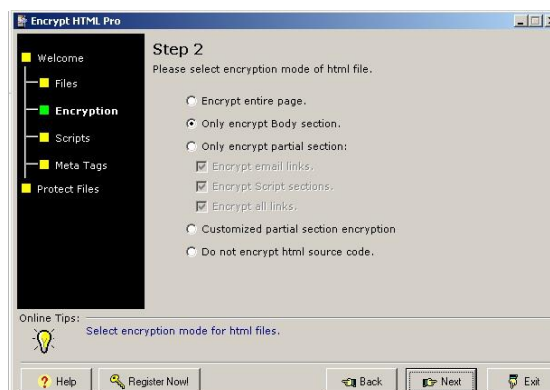 Encrypt HTML Pro
Welcome
Files
Encryption
Scripts
Meta Tags
Protect Files
Step 2
Please select encryption mode of html file.
Encrypt entire page.
Only encrypt Body section.
Only encrypt partial section:
Encrypt email links.
Encrypt Script sections.
Encrypt all links.
Customized partial section encryption
Do not encrypt html source code.
Online Tips:
Select encryption mode for html files.
? Help
Register Now!
Back
Next
Exit